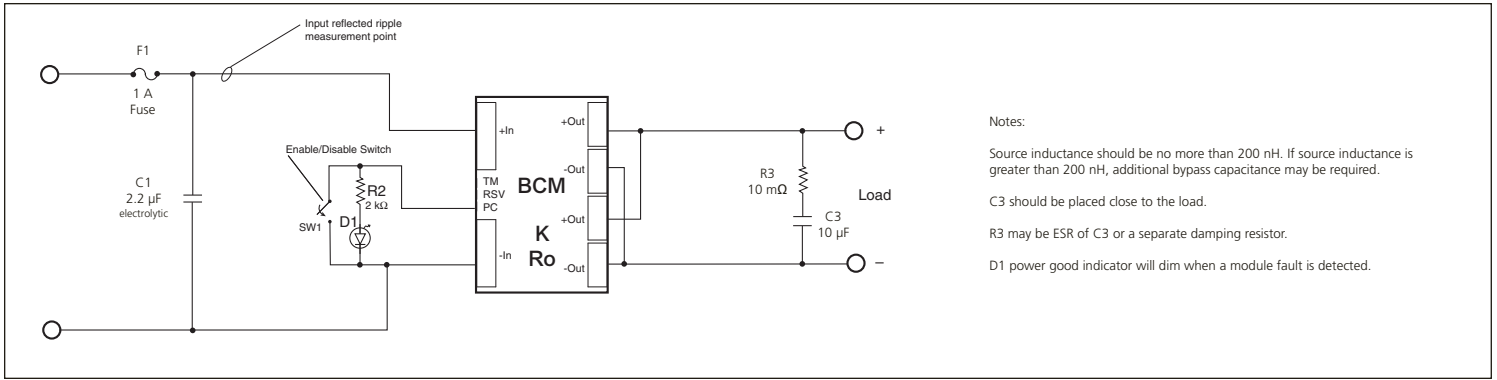 Input reflected ripple
measurement point
F1
1 A
Fuse
C1
2.2 µF
electrolytic
Enable/Disable Switch
SW1
R2
2 kΩ
D1
+In
TM
RSV
PC
-In
BCM
K
Ro
+Out
-Out
+Out
-Out
R3
10 mΩ
C3
10 µF
+
Load
–
Notes:
Source inductance should be no more than 200 nH. If source inductance is
greater than 200 nH, additional bypass capacitance may be required.
C3 should be placed close to the load.
R3 may be ESR of C3 or a separate damping resistor.
D1 power good indicator will dim when a module fault is detected.